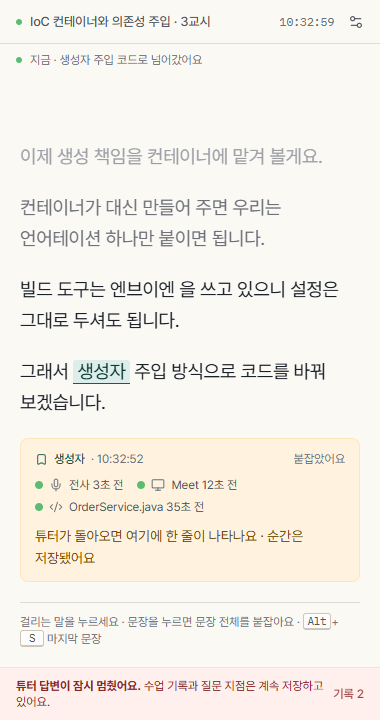 IoC 컨테이너와 의존성 주입 · 3교시 10:32:59
지금 · 생성자 주입 코드로 넘어갔어요
이제 생성 책임을 컨테이너에 맡겨 볼게요.
컨테이너가 대신 만들어 주면 우리는
언어테이션 하나만 붙이면 됩니다.
빌드 도구는 엔브이엔 을 쓰고 있으니 설정은
그대로 두셔도 됩니다.
그래서 생성자 주입 방식으로 코드를 바꿔
보겠습니다.
생성자 · 10:32:52 붙잡았어요
전사 3초 전 Meet 12초 전
OrderService.java 35초 전
튜터가 돌아오면 여기에 한 줄이 나타나요 · 순간은
저장됐어요
걸리는 말을 누르세요 · 문장을 누르면 문장 전체를 붙잡아요 · Alt +
S 마지막 문장
튜터 답변이 잠시 멈췄어요. 수업 기록과 질문 지점은 계속 저장하고
있어요. 기록 2